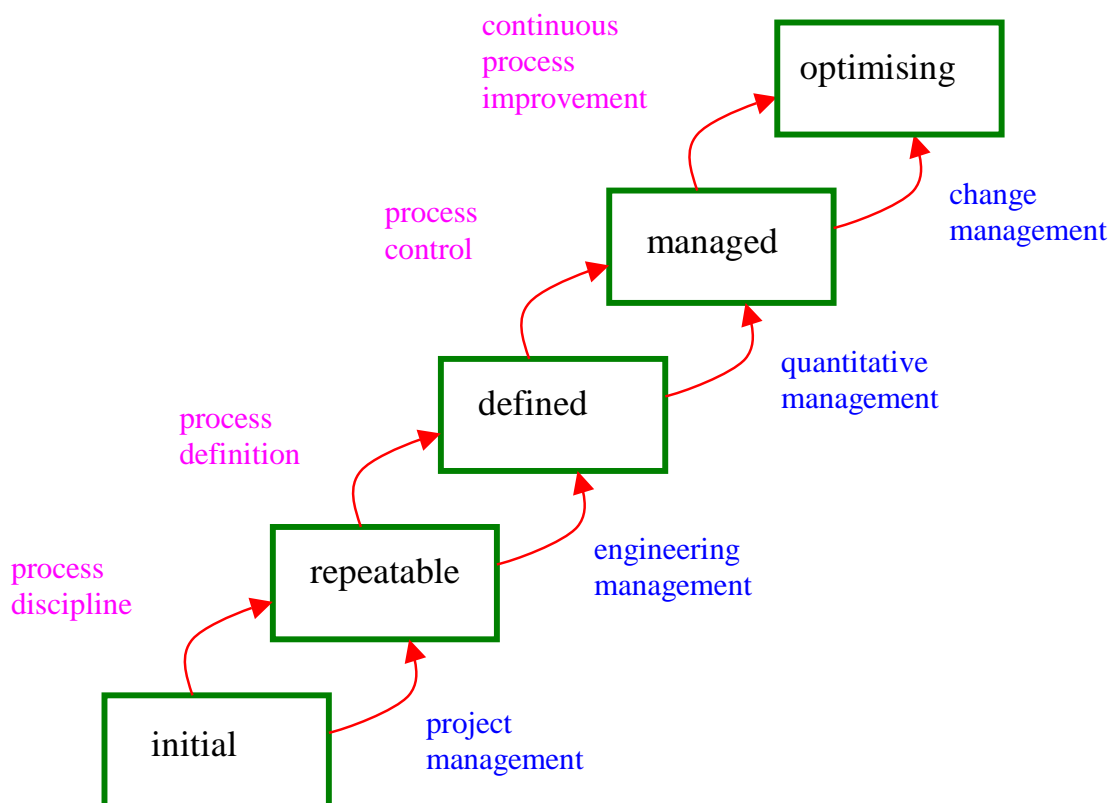 continuous
process
improvement
optimising
change
management
process
control
managed
quantitative
management
process
definition
defined
engineering
management
process
discipline
repeatable
project
management
initial